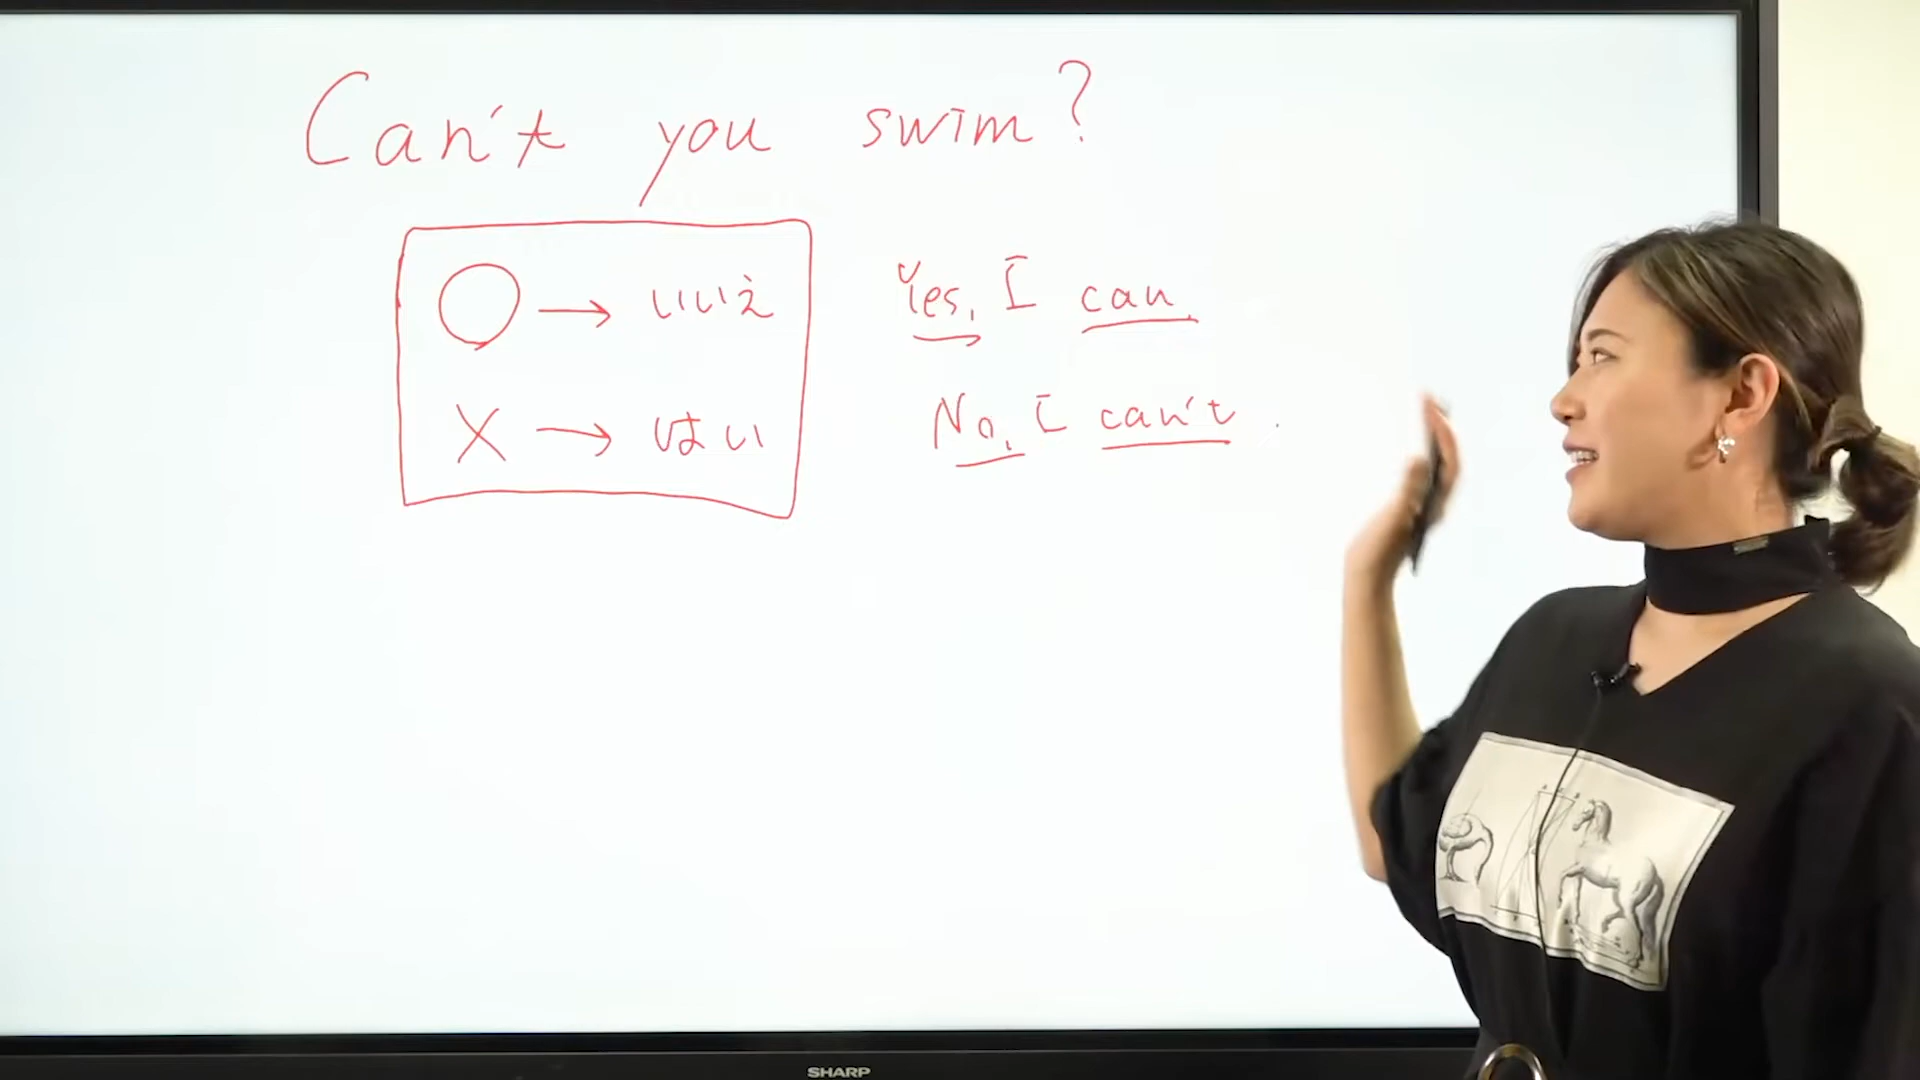 Can't you swim?
○ → いいえ Yes, I can.
× → はい No, I can't.
SHARP